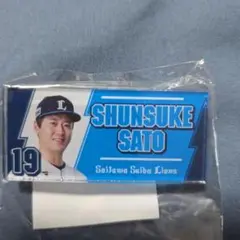 SHUNSUKE
SATO
19
Saitama Seibu Lions